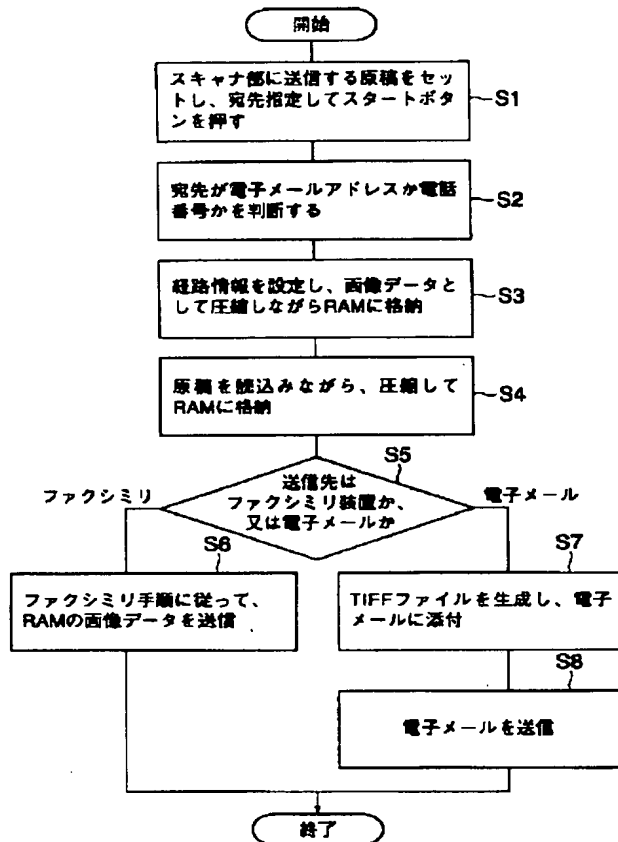 開始
スキャナ部に送信する原稿をセッ
トし、宛先指定してスタートボタ
ンを押す
S1
宛先が電子メールアドレスか電話
番号かを判断する
S2
経路情報を設定し、画像データと
して圧縮しながらRAMに格納
S3
原稿を読込みながら、圧縮して
RAMに格納
S4
S5
送信先は
ファクシミリ装置か、
又は電子メールか
ファクシミリ
電子メール
S6
ファクシミリ手順に従って、
RAMの画像データを送信
S7
TIFFファイルを生成し、電子
メールに添付
S8
電子メールを送信
終了